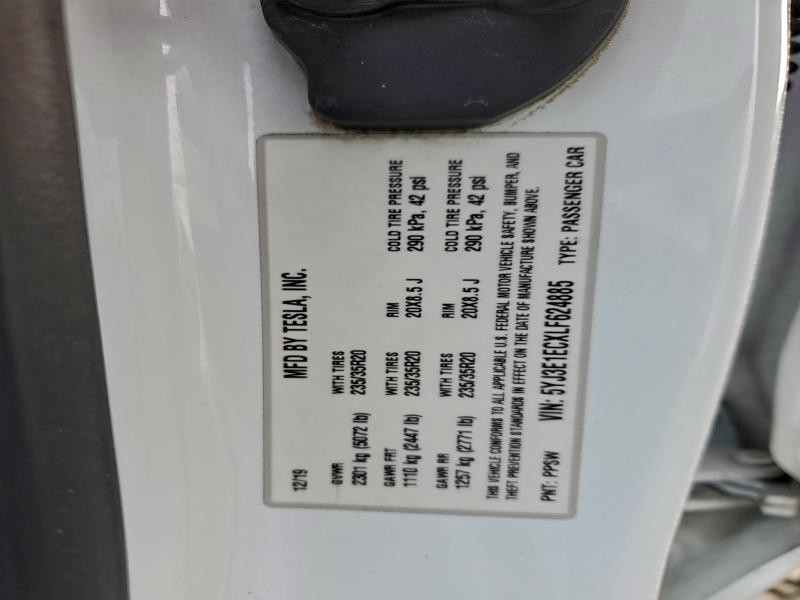 MFD BY TESLA, INC.
12/19
GVWR WITH TIRES
2301 kg (5072 lb) 235/35R20
GAWR FRT WITH TIRES RIM COLD TIRE PRESSURE
1110 kg (2447 lb) 235/35R20 20X8.5 J 290 kPa, 42 psi
GAWR RR WITH TIRES RIM COLD TIRE PRESSURE
1257 kg (2771 lb) 235/35R20 20X8.5 J 290 kPa, 42 psi
THIS VEHICLE CONFORMS TO ALL APPLICABLE U.S. FEDERAL MOTOR VEHICLE SAFETY, BUMPER, AND
THEFT PREVENTION STANDARDS IN EFFECT ON THE DATE OF MANUFACTURE SHOWN ABOVE.
PNT: PPSW VIN: 5YJ3E1ECXLF624885 TYPE: PASSENGER CAR